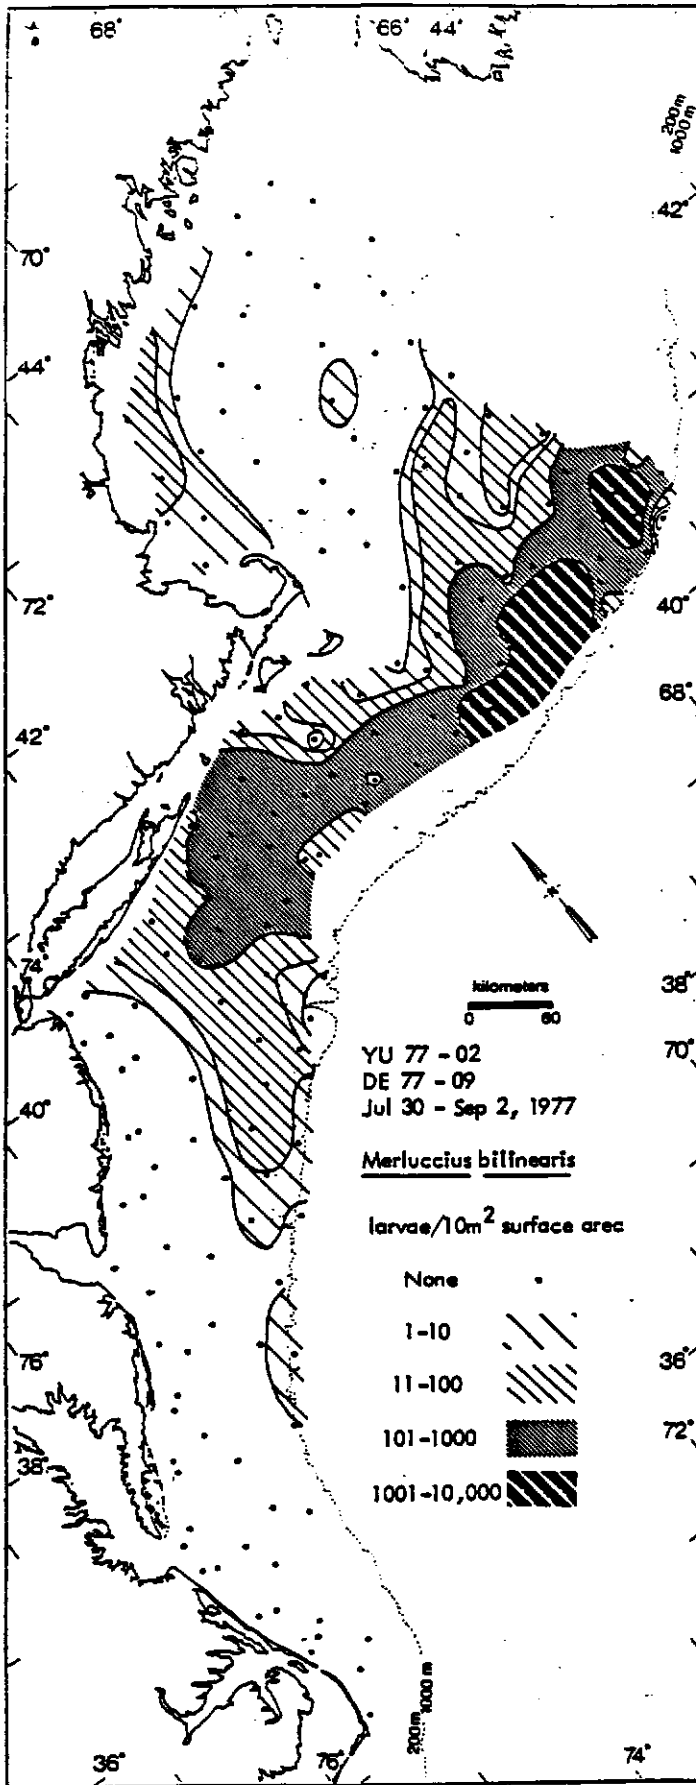 68° 66° 44°
200m
1000m
42°
70°
44°
72°
40°
68°
42°
74
38°
kilometers
0 60
70°
YU 77 - 02
DE 77 - 09
40°
Jul 30 - Sep 2, 1977
Merluccius bilinearis
larvae/10m² surface area
None
1-10
76°
36°
11-100
72°
101-1000
38°
1001-10,000
200m
1000 m
36° 76° 74°